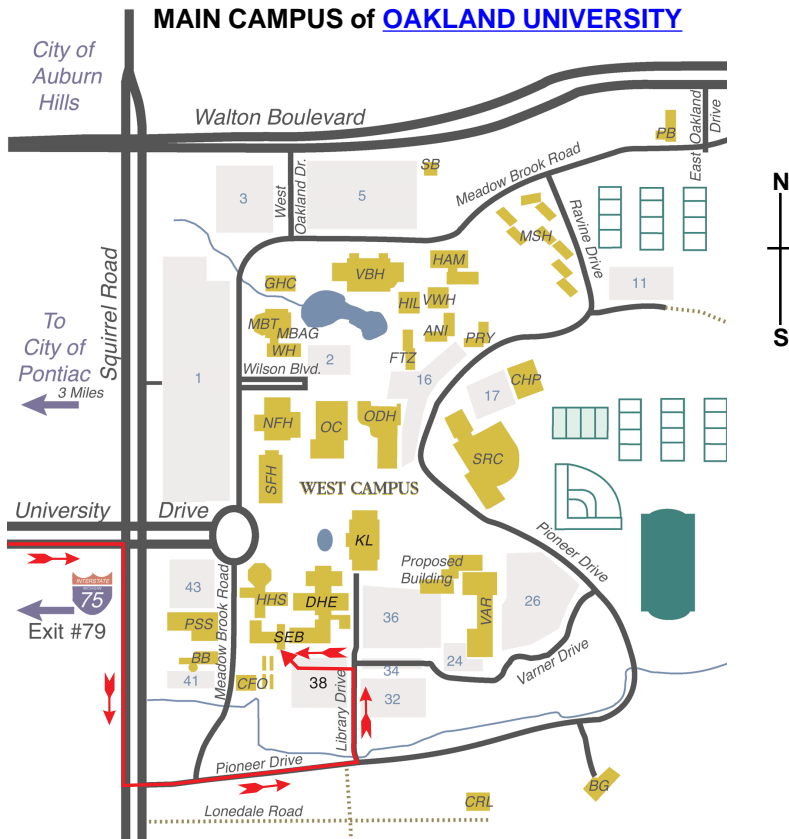 MAIN CAMPUS of OAKLAND UNIVERSITY
City of
Auburn
Hills
Walton Boulevard
PB
East Oakland
Drive
SB
Meadow Brook Road
3
West
Oakland Dr.
5
N
MSH
Ravine Drive
Squirrel Road
HAM
VBH
GHC
11
HIL
VWH
To
City of
Pontiac
3 Miles
MBT
MBAG
ANI
PRY
S
WH
2
FTZ
Wilson Blvd.
1
16
17
CHP
NFH
OC
ODH
SRC
SFH
WEST CAMPUS
University
Drive
KL
Pioneer Drive
Proposed
Building
INTERSTATE
75
Exit #79
43
Meadow Brook Road
HHS
DHE
36
VAR
26
PSS
SEB
BB
24
Varner Drive
41
CFO
38
Library Drive
34
32
Pioneer Drive
BG
CRL
Lonedale Road